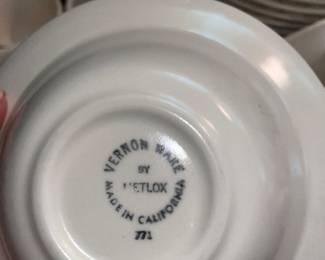 VERNON WARE
BY
METLOX
MADE IN CALIFORNIA
771